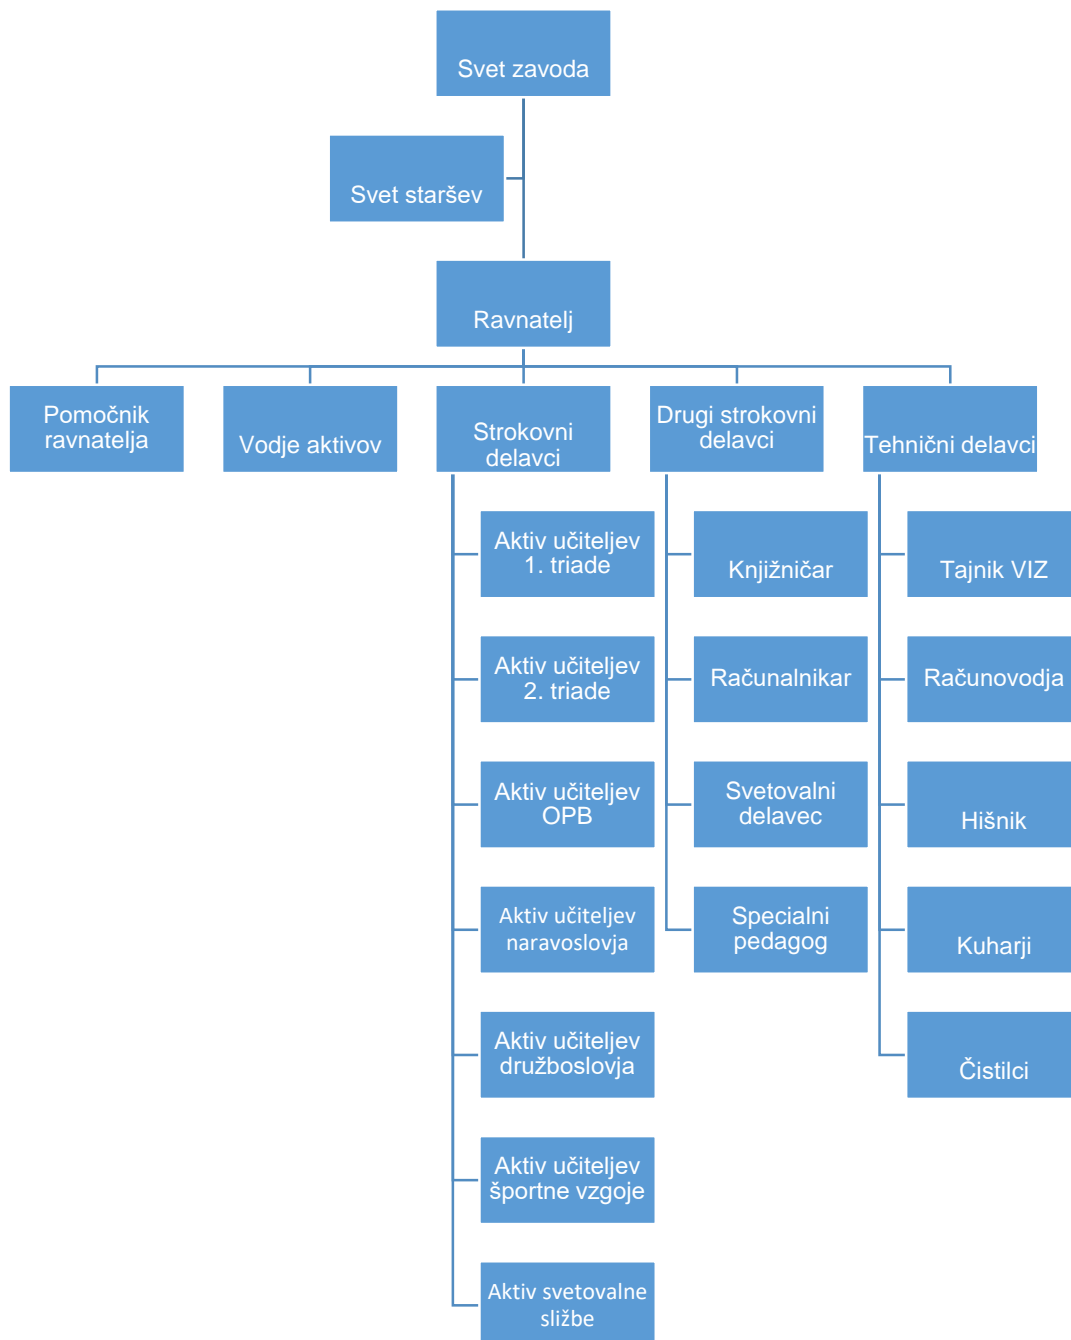 Svet zavoda
Svet staršev
Ravnatelj
Pomočnik
ravnatelja
Vodje aktivov
Strokovni
delavci
Drugi strokovni
delavci
Tehnični delavci
Aktiv učiteljev
1. triade
Aktiv učiteljev
2. triade
Aktiv učiteljev
OPB
Aktiv učiteljev
naravoslovja
Aktiv učiteljev
družboslovja
Aktiv učiteljev
športne vzgoje
Aktiv svetovalne
sližbe
Knjižničar
Računalnikar
Svetovalni
delavec
Specialni
pedagog
Tajnik VIZ
Računovodja
Hišnik
Kuharji
Čistilci